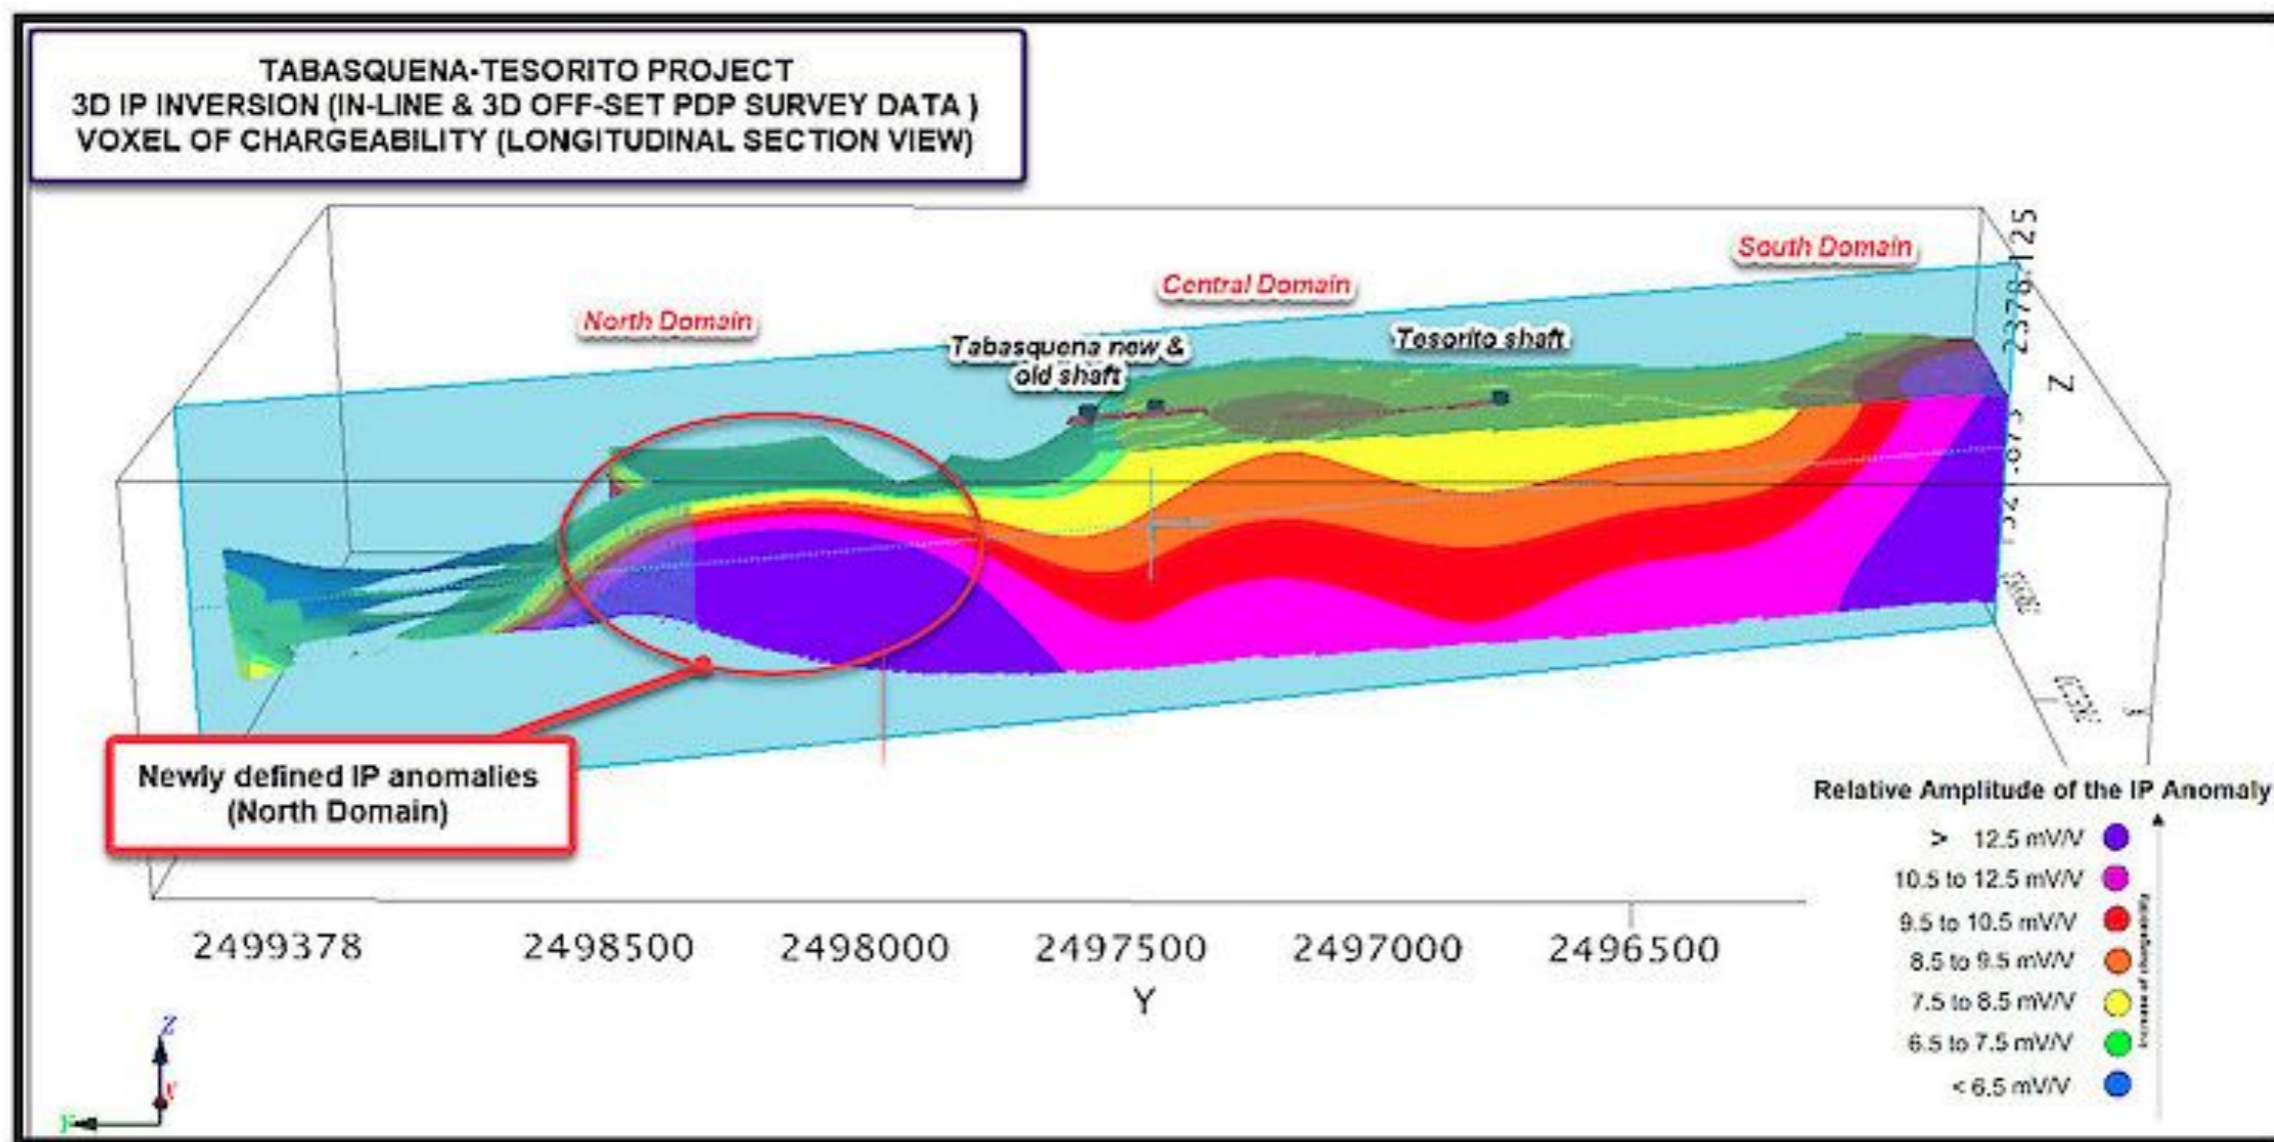 TABASQUENA-TESORITO PROJECT
3D IP INVERSION (IN-LINE & 3D OFF-SET PDP SURVEY DATA )
VOXEL OF CHARGEABILITY (LONGITUDINAL SECTION VIEW)
South Domain
Central Domain
North Domain
Tabasquena new &
old shaft
Tesorito shaft
Z
Newly defined IP anomalies
(North Domain)
Relative Amplitude of the IP Anomaly
> 12.5 mV/V
10.5 to 12.5 mV/V
9.5 to 10.5 mV/V
8.5 to 9.5 mV/V
7.5 to 8.5 mV/V
6.5 to 7.5 mV/V
< 6.5 mV/V
Increase of chargeability
2499378
2498500
2498000
2497500
2497000
2496500
Y
Z
X
Y